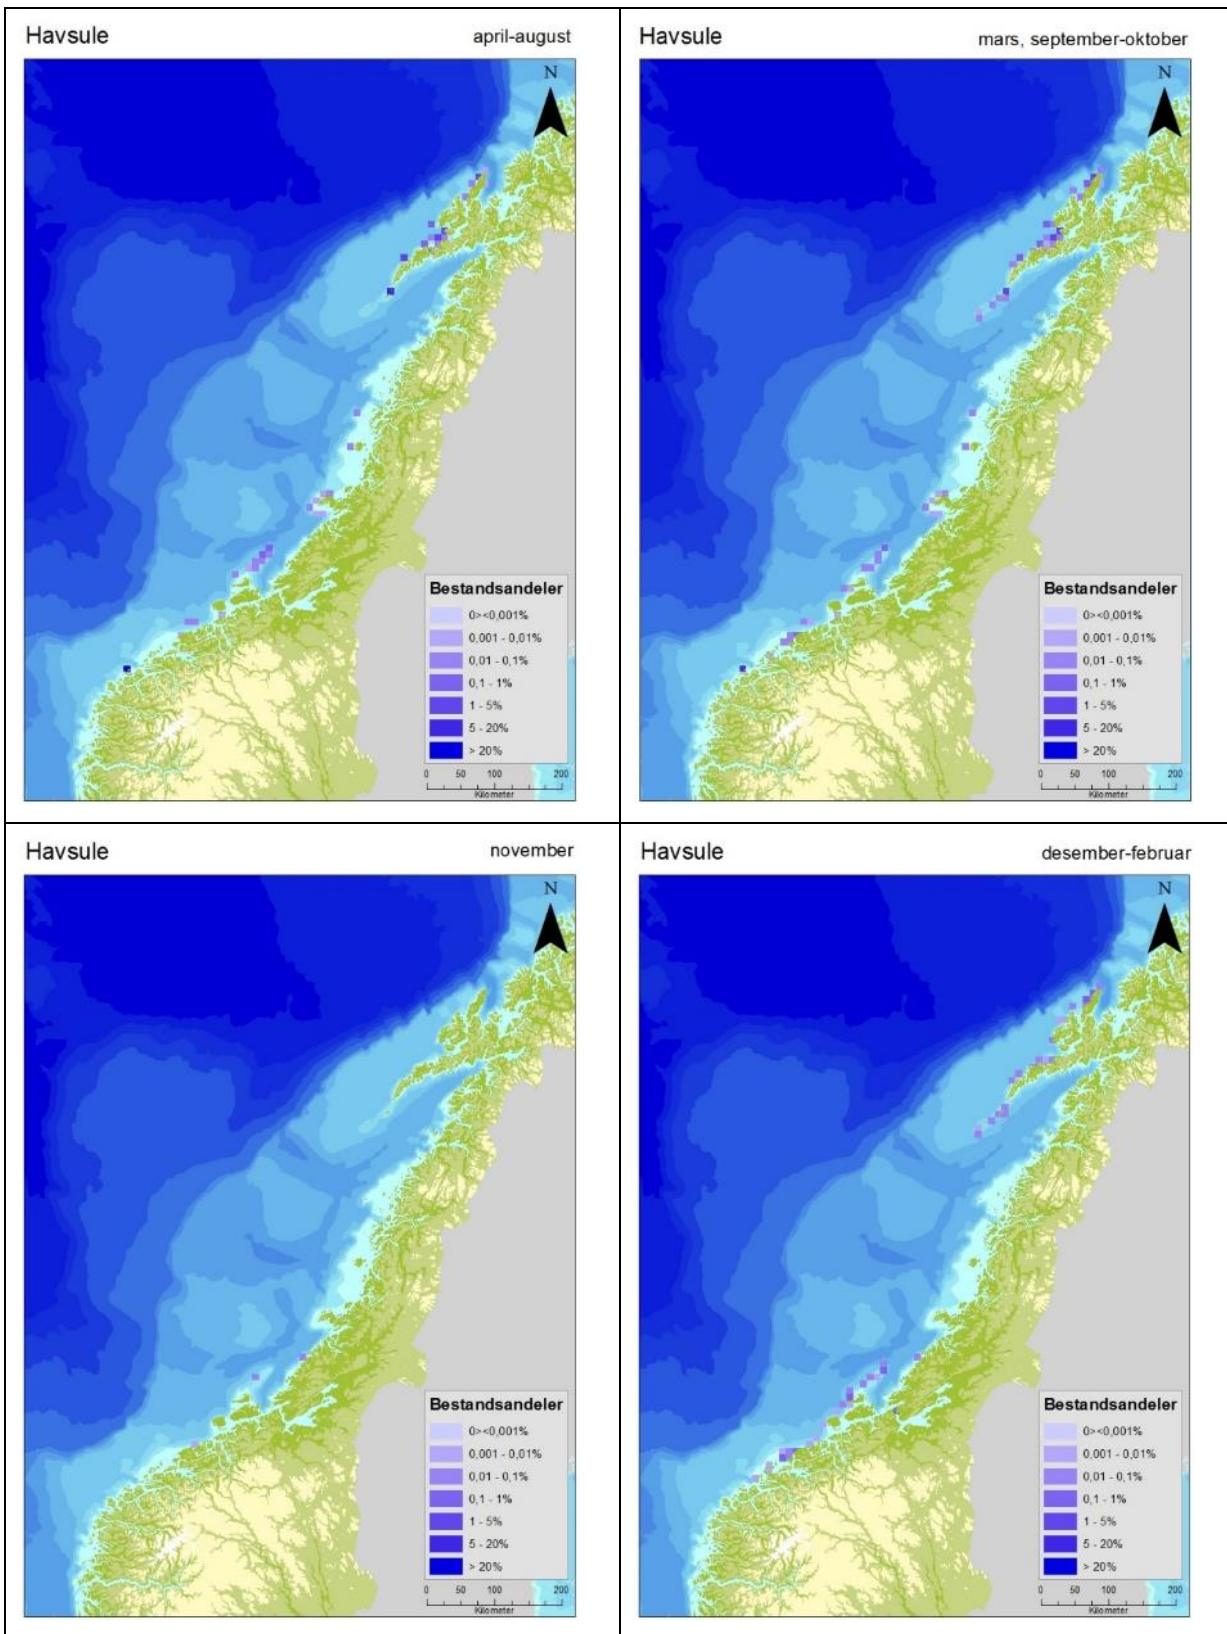 Havsule april-august
N
Bestandsandeler
0><0,001%
0,001 - 0,01%
0,01 - 0,1%
0,1 - 1%
1 - 5%
5 - 20%
> 20%
0 50 100 200
Kilometer
Havsule mars, september-oktober
N
Bestandsandeler
0><0,001%
0,001 - 0,01%
0,01 - 0,1%
0,1 - 1%
1 - 5%
5 - 20%
> 20%
0 50 100 200
Kilometer
Havsule november
N
Bestandsandeler
0><0,001%
0,001 - 0,01%
0,01 - 0,1%
0,1 - 1%
1 - 5%
5 - 20%
> 20%
0 50 100 200
Kilometer
Havsule desember-februar
N
Bestandsandeler
0><0,001%
0,001 - 0,01%
0,01 - 0,1%
0,1 - 1%
1 - 5%
5 - 20%
> 20%
0 50 100 200
Kilometer